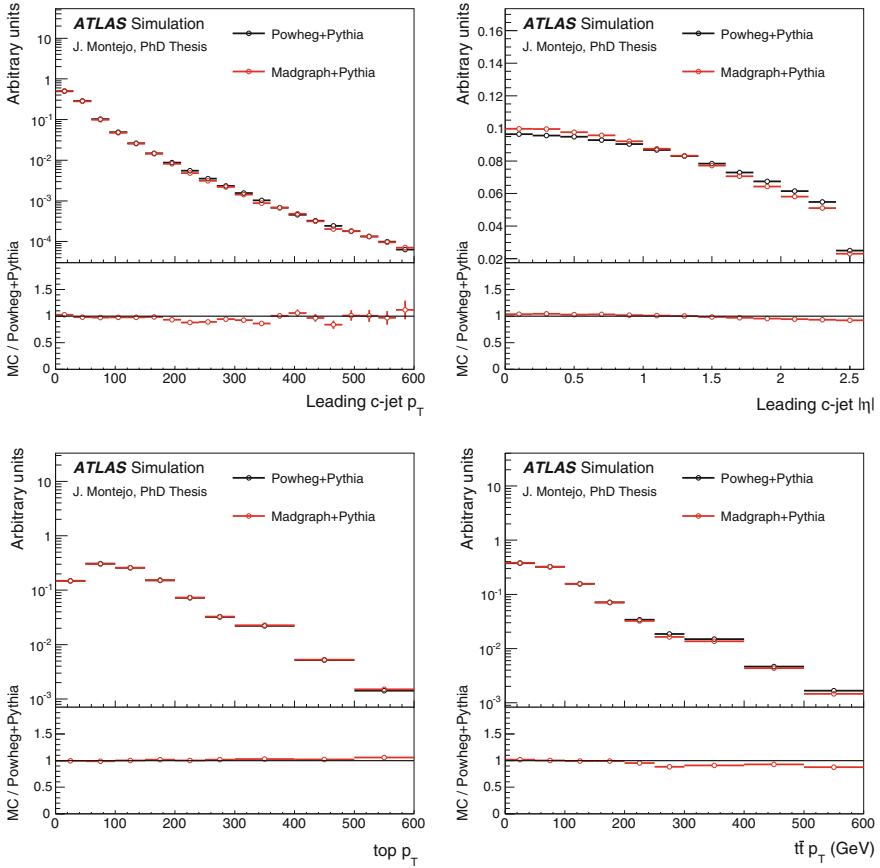 ATLAS Simulation
J. Montejo, PhD Thesis
Powheg+Pythia
Madgraph+Pythia
Arbitrary units
10
1
10⁻¹
10⁻²
10⁻³
10⁻⁴
MC / Powheg+Pythia
1.5
1
0.5
0
0 100 200 300 400 500 600
Leading c-jet p_T
ATLAS Simulation
J. Montejo, PhD Thesis
Powheg+Pythia
Madgraph+Pythia
Arbitrary units
0.16
0.14
0.12
0.1
0.08
0.06
0.04
0.02
MC / Powheg+Pythia
1.5
1
0.5
0
0 0.5 1 1.5 2 2.5
Leading c-jet |η|
ATLAS Simulation
J. Montejo, PhD Thesis
Powheg+Pythia
Madgraph+Pythia
Arbitrary units
10
1
10⁻¹
10⁻²
10⁻³
MC / Powheg+Pythia
1.5
1
0.5
0
0 100 200 300 400 500 600
top p_T
ATLAS Simulation
J. Montejo, PhD Thesis
Powheg+Pythia
Madgraph+Pythia
Arbitrary units
10
1
10⁻¹
10⁻²
10⁻³
MC / Powheg+Pythia
1.5
1
0.5
0
0 100 200 300 400 500 600
tt̄ p_T (GeV)